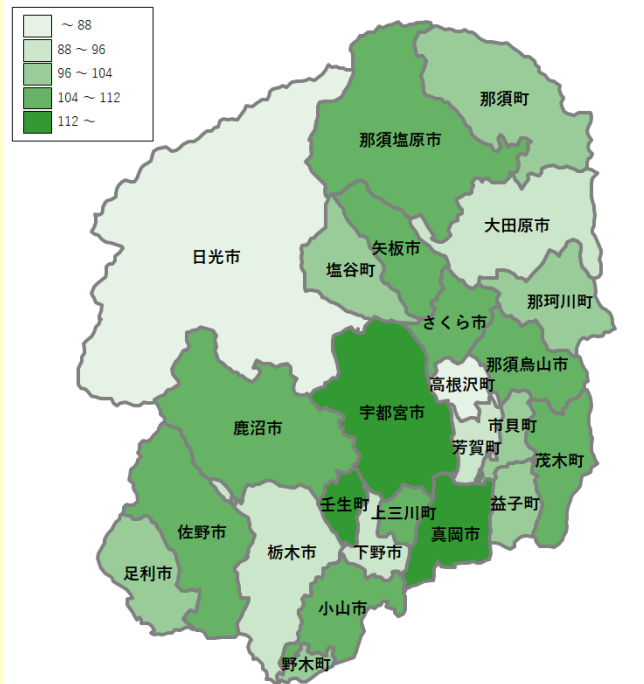 ～ 88
88 ～ 96
96 ～ 104
104 ～ 112
112 ～
那須町
那須塩原市
大田原市
矢板市
日光市
塩谷町
那珂川町
さくら市
那須烏山市
高根沢町
宇都宮市
市貝町
鹿沼市
芳賀町
茂木町
壬生町
益子町
上三川町
佐野市
真岡市
栃木市
下野市
足利市
小山市
野木町